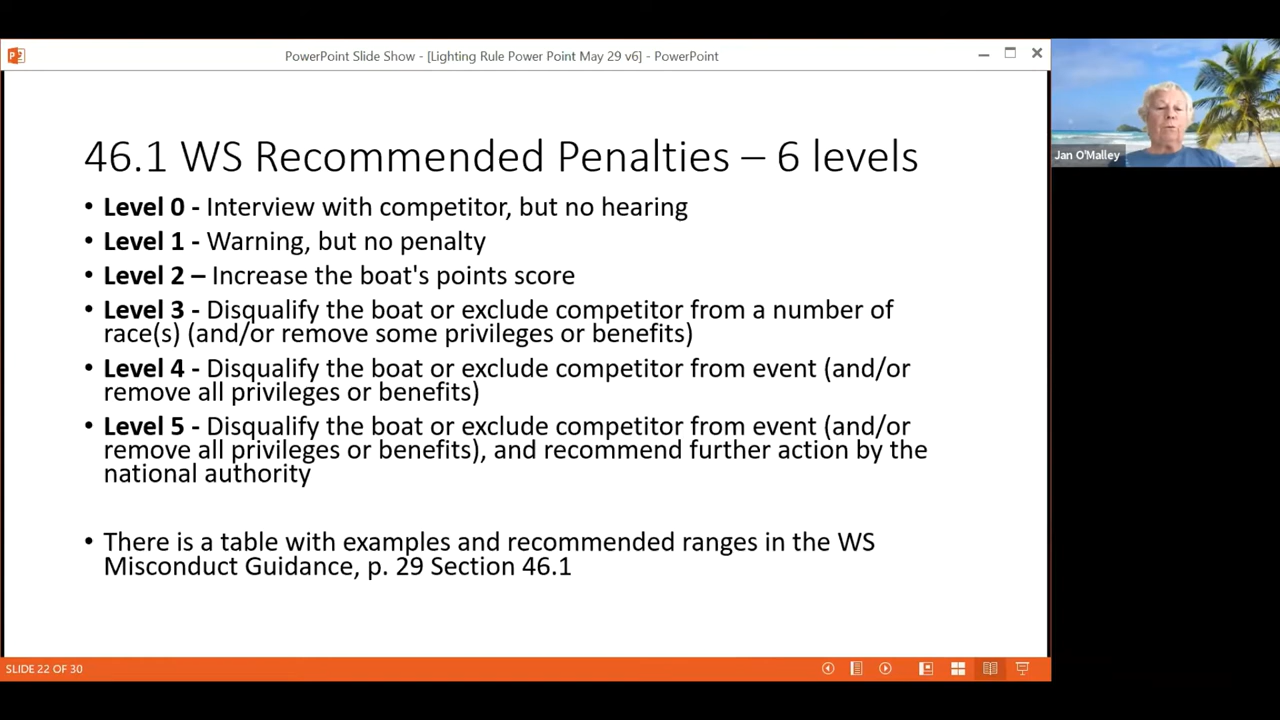 PowerPoint Slide Show - [Lighting Rule Power Point May 29 v6] - PowerPoint
Jan O'Malley
46.1 WS Recommended Penalties – 6 levels
• Level 0 - Interview with competitor, but no hearing
• Level 1 - Warning, but no penalty
• Level 2 – Increase the boat's points score
• Level 3 - Disqualify the boat or exclude competitor from a number of
race(s) (and/or remove some privileges or benefits)
• Level 4 - Disqualify the boat or exclude competitor from event (and/or
remove all privileges or benefits)
• Level 5 - Disqualify the boat or exclude competitor from event (and/or
remove all privileges or benefits), and recommend further action by the
national authority
• There is a table with examples and recommended ranges in the WS
Misconduct Guidance, p. 29 Section 46.1
SLIDE 22 OF 30